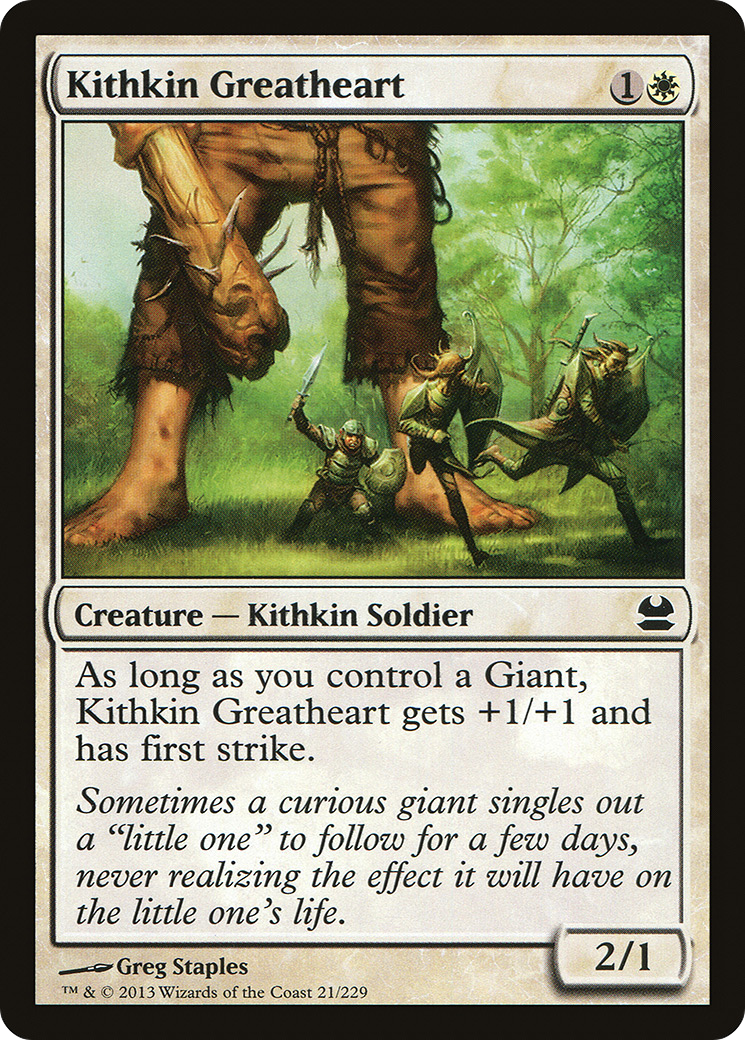 Kithkin Greatheart 1
Creature — Kithkin Soldier
As long as you control a Giant,
Kithkin Greatheart gets +1/+1 and
has first strike.
Sometimes a curious giant singles out
a “little one” to follow for a few days,
never realizing the effect it will have on
the little one’s life.
2/1
Greg Staples
™ & © 2013 Wizards of the Coast 21/229